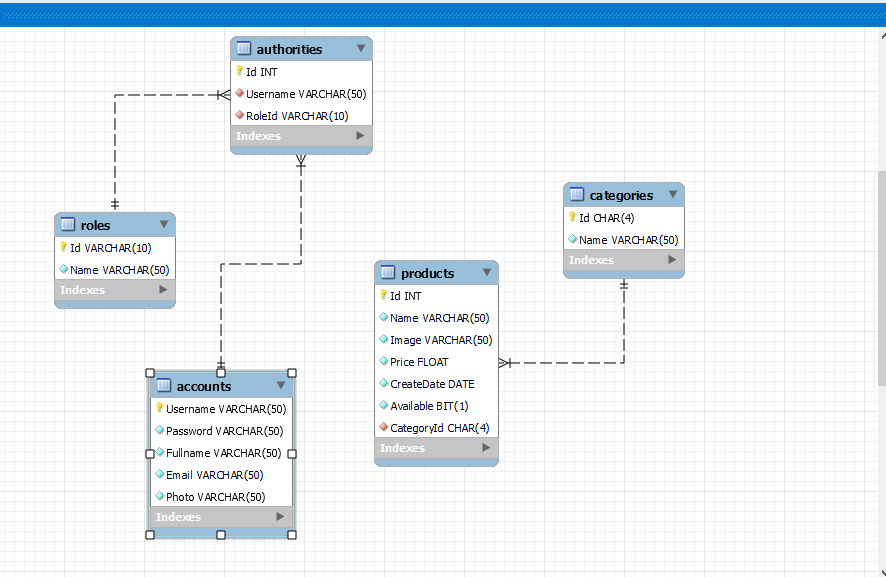 authorities
Id INT
Username VARCHAR(50)
RoleId VARCHAR(10)
Indexes
roles
Id VARCHAR(10)
Name VARCHAR(50)
Indexes
categories
Id CHAR(4)
Name VARCHAR(50)
Indexes
products
Id INT
Name VARCHAR(50)
Image VARCHAR(50)
Price FLOAT
CreateDate DATE
Available BIT(1)
CategoryId CHAR(4)
Indexes
accounts
Username VARCHAR(50)
Password VARCHAR(50)
Fullname VARCHAR(50)
Email VARCHAR(50)
Photo VARCHAR(50)
Indexes